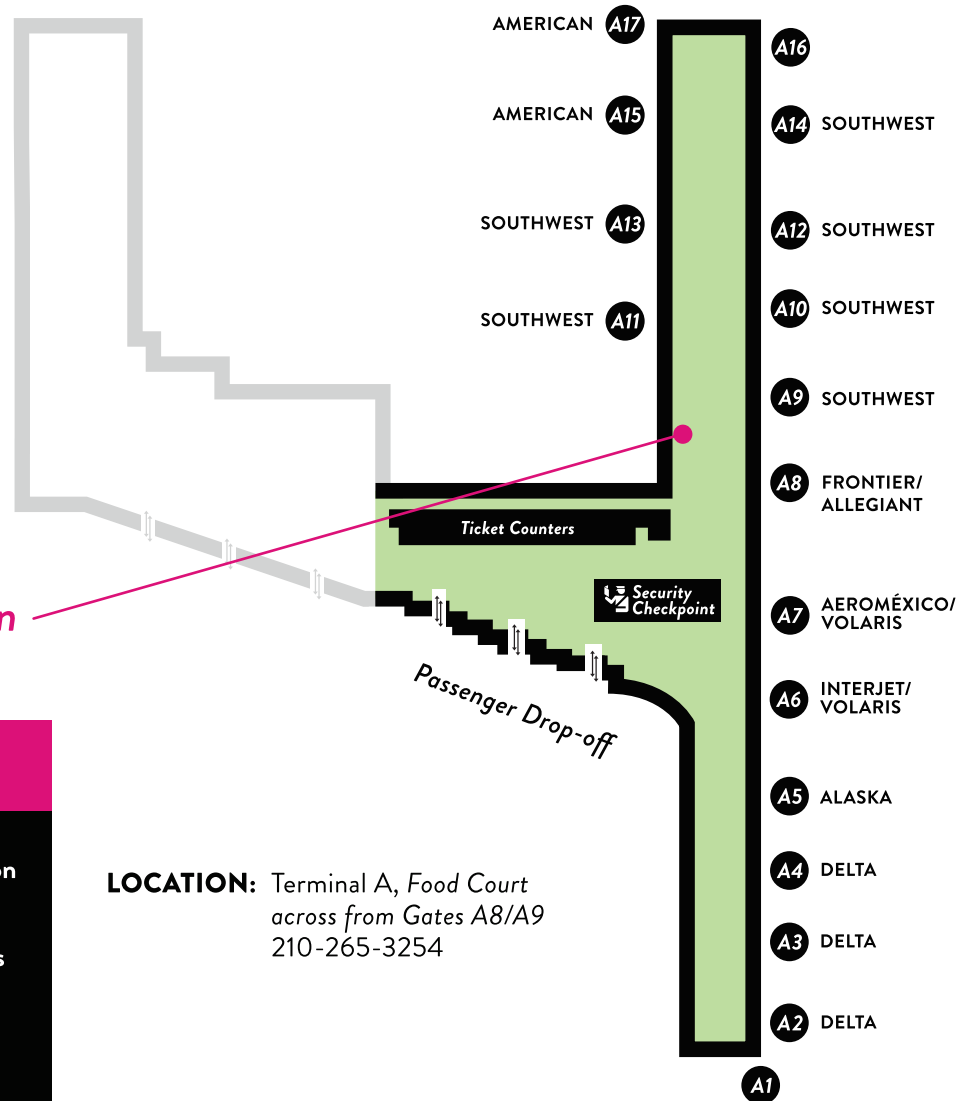 AMERICAN A17
A16
AMERICAN A15
A14 SOUTHWEST
SOUTHWEST A13
A12 SOUTHWEST
A10 SOUTHWEST
SOUTHWEST A11
A9 SOUTHWEST
A8 FRONTIER/
ALLEGIANT
Ticket Counters
Security
Checkpoint
A7 AEROMÉXICO/
VOLARIS
Passenger Drop-off
A6 INTERJET/
VOLARIS
A5 ALASKA
A4 DELTA
A3 DELTA
A2 DELTA
A1
LOCATION: Terminal A, Food Court
across from Gates A8/A9
210-265-3254